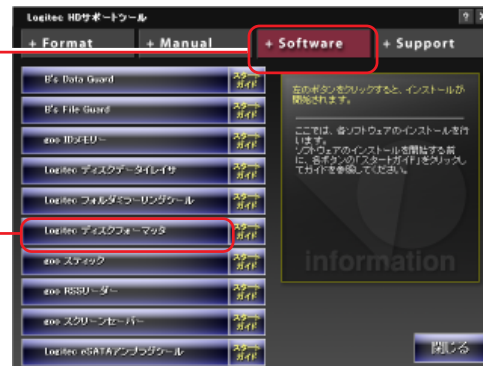 Logitec HDサポートツール
? X
+ Format + Manual + Software + Support
B's Data Guard スタートガイド
B's File Guard スタートガイド
goo IDメモリー スタートガイド
Logitec ディスクデータイレイサ スタートガイド
Logitec フォルダミラーリングツール スタートガイド
Logitec ディスクフォーマッタ スタートガイド
goo スティック スタートガイド
goo RSSリーダー スタートガイド
goo スクリーンセーバー スタートガイド
Logitec eSATAアンプラグツール スタートガイド
左のボタンをクリックすると、インストールが
開始されます。
ここでは、各ソフトウェアのインストールを行
います。
ソフトウェアのインストールを開始する前
に、各ボタンの「スタートガイド」をクリックし
てガイドを参照してください。
information
閉じる